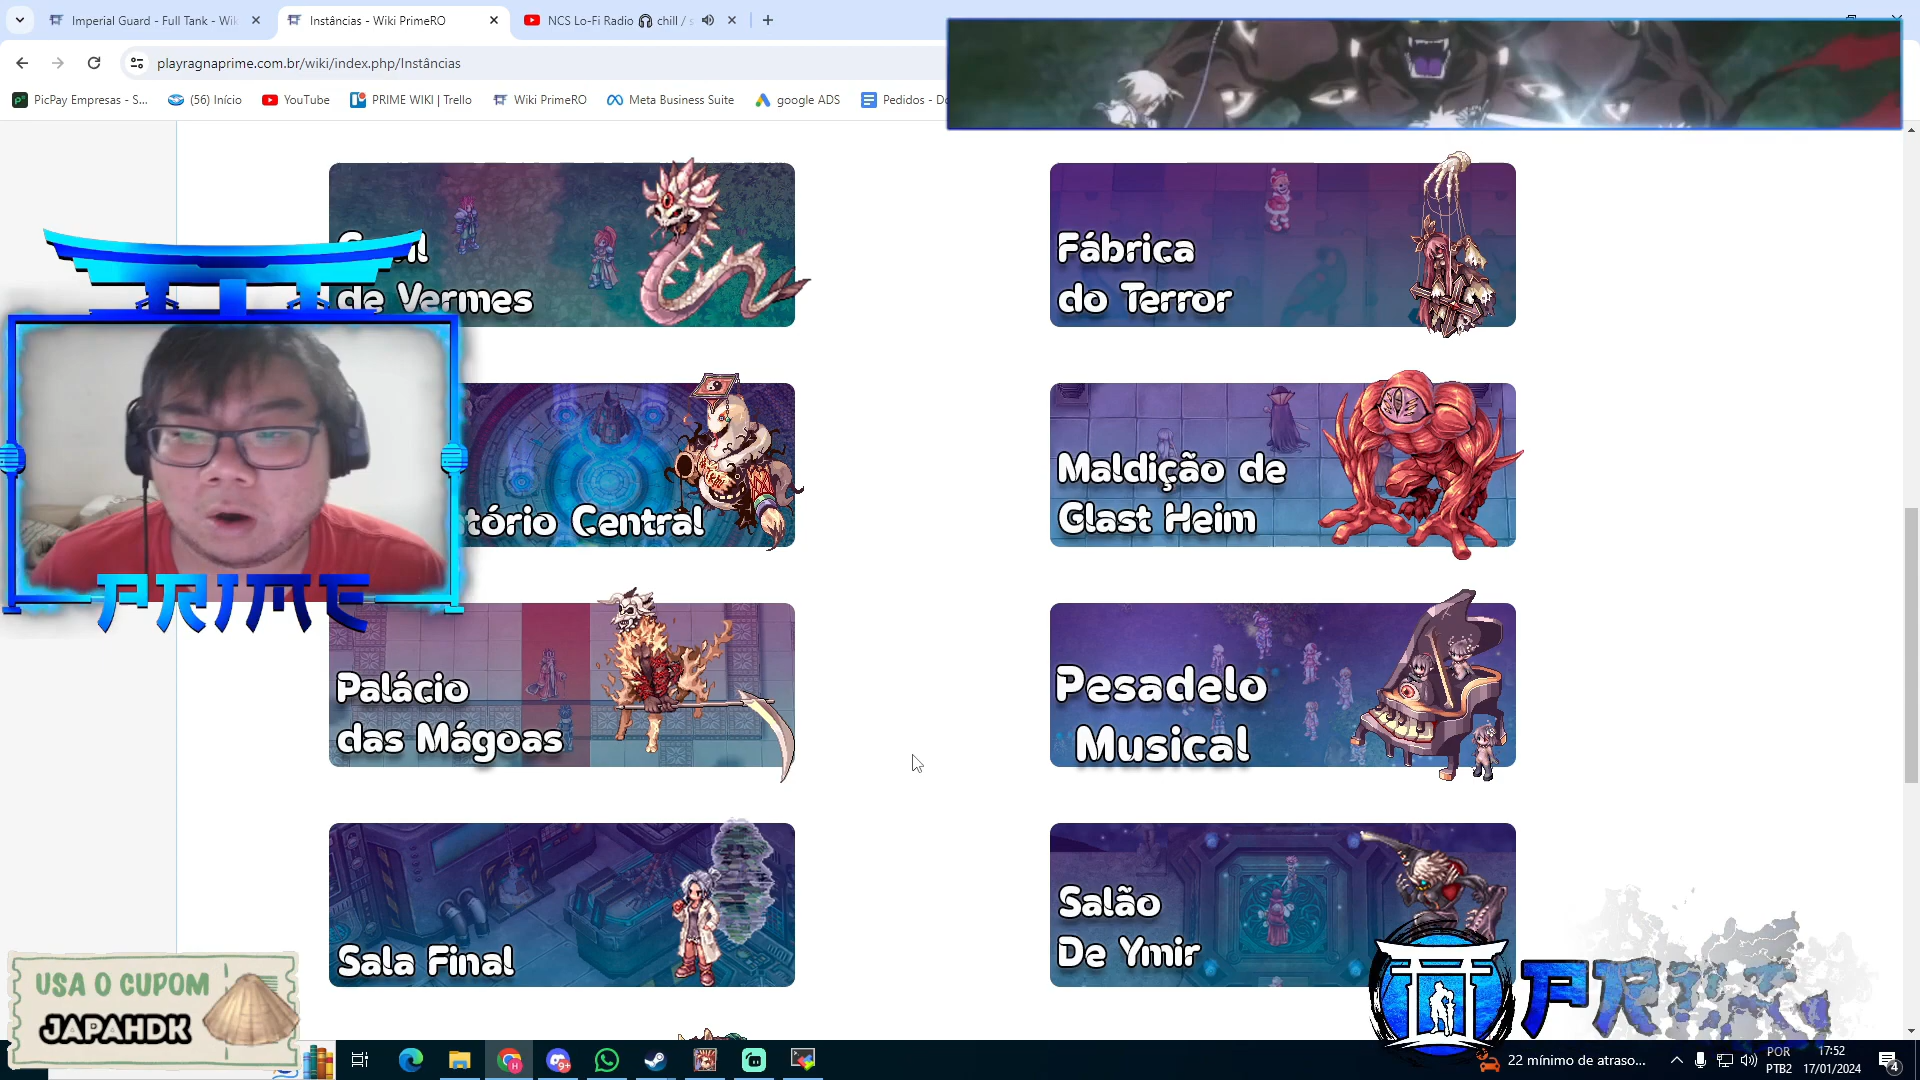 Imperial Guard - Full Tank - Wik
Instâncias - Wiki PrimeRO
NCS Lo-Fi Radio 🎧 chill / s
playragnaprime.com.br/wiki/index.php/Instâncias
PicPay Empresas - S...
(56) Início
YouTube
PRIME WIKI | Trello
Wiki PrimeRO
Meta Business Suite
google ADS
Pedidos - Do
de Vermes
Fábrica
do Terror
tório Central
Maldição de
Glast Heim
PRIME
Palácio
das Mágoas
Pesadelo
Musical
Sala Final
Salão
De Ymir
USA O CUPOM
JAPAHDK
22 mínimo de atraso...
POR
PTB2
17:52
17/01/2024
4